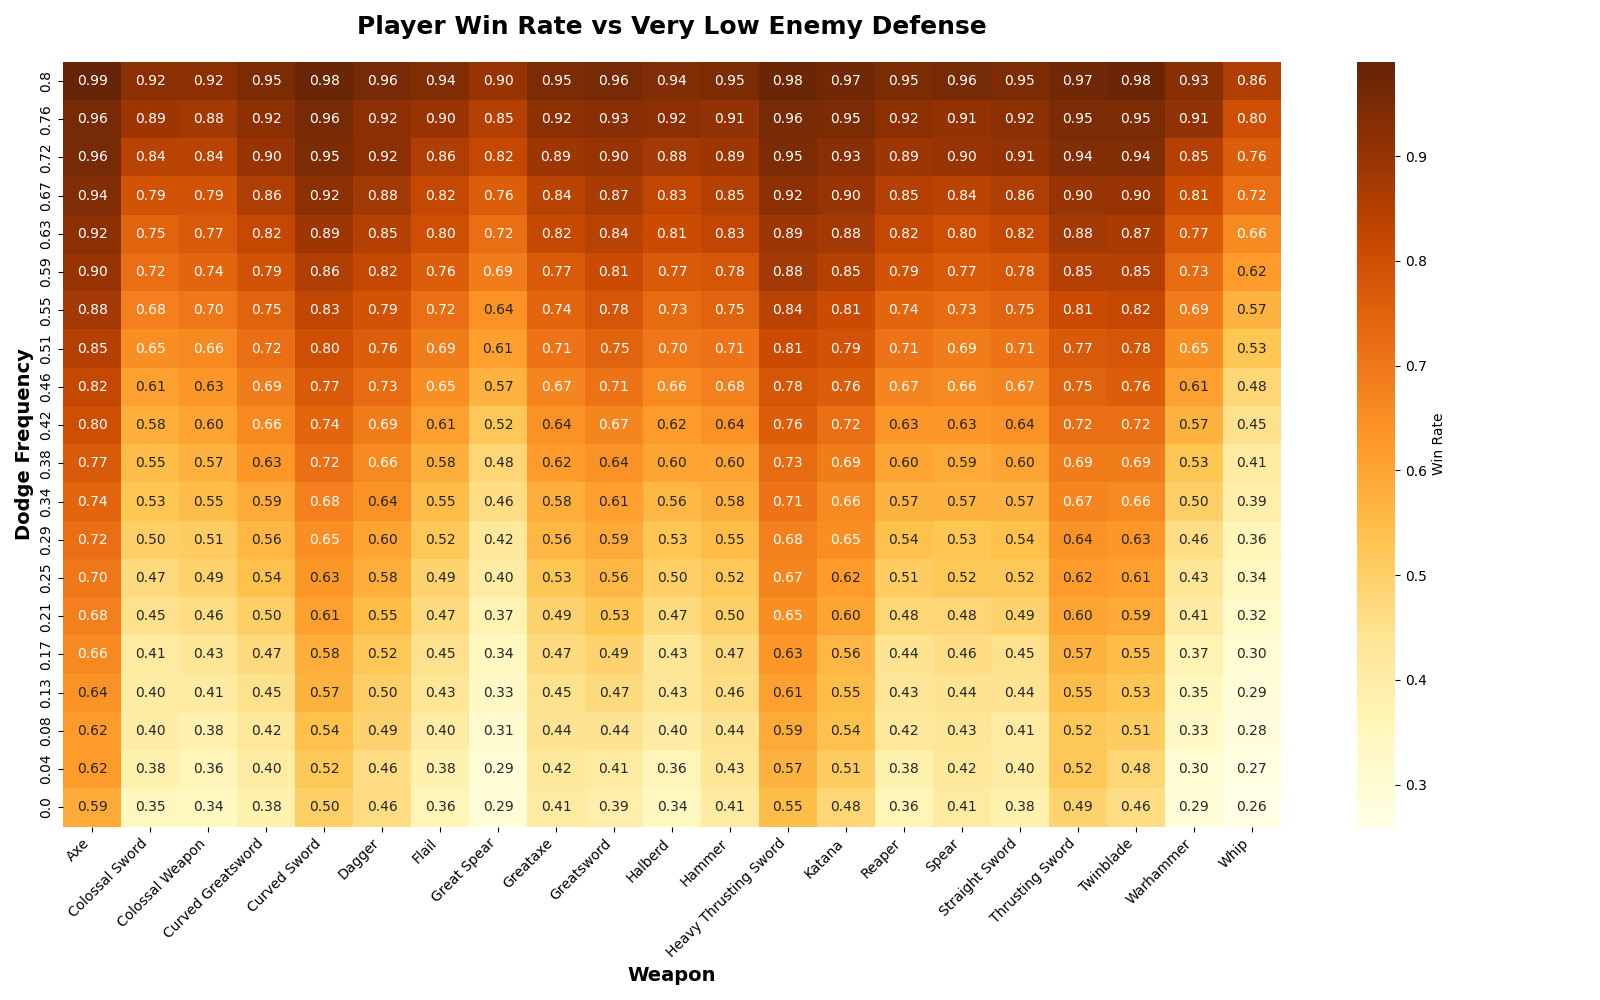 Player Win Rate vs Very Low Enemy Defense
0.8 0.99 0.92 0.92 0.95 0.98 0.96 0.94 0.90 0.95 0.96 0.94 0.95 0.98 0.97 0.95 0.96 0.95 0.97 0.98 0.93 0.86
0.76 0.96 0.89 0.88 0.92 0.96 0.92 0.90 0.85 0.92 0.93 0.92 0.91 0.96 0.95 0.92 0.91 0.92 0.95 0.95 0.91 0.80
0.72 0.96 0.84 0.84 0.90 0.95 0.92 0.86 0.82 0.89 0.90 0.88 0.89 0.95 0.93 0.89 0.90 0.91 0.94 0.94 0.85 0.76
0.67 0.94 0.79 0.79 0.86 0.92 0.88 0.82 0.76 0.84 0.87 0.83 0.85 0.92 0.90 0.85 0.84 0.86 0.90 0.90 0.81 0.72
0.63 0.92 0.75 0.77 0.82 0.89 0.85 0.80 0.72 0.82 0.84 0.81 0.83 0.89 0.88 0.82 0.80 0.82 0.88 0.87 0.77 0.66
0.59 0.90 0.72 0.74 0.79 0.86 0.82 0.76 0.69 0.77 0.81 0.77 0.78 0.88 0.85 0.79 0.77 0.78 0.85 0.85 0.73 0.62
0.55 0.88 0.68 0.70 0.75 0.83 0.79 0.72 0.64 0.74 0.78 0.73 0.75 0.84 0.81 0.74 0.73 0.75 0.81 0.82 0.69 0.57
0.51 0.85 0.65 0.66 0.72 0.80 0.76 0.69 0.61 0.71 0.75 0.70 0.71 0.81 0.79 0.71 0.69 0.71 0.77 0.78 0.65 0.53
0.46 0.82 0.61 0.63 0.69 0.77 0.73 0.65 0.57 0.67 0.71 0.66 0.68 0.78 0.76 0.67 0.66 0.67 0.75 0.76 0.61 0.48
0.42 0.80 0.58 0.60 0.66 0.74 0.69 0.61 0.52 0.64 0.67 0.62 0.64 0.76 0.72 0.63 0.63 0.64 0.72 0.72 0.57 0.45
0.38 0.77 0.55 0.57 0.63 0.72 0.66 0.58 0.48 0.62 0.64 0.60 0.60 0.73 0.69 0.60 0.59 0.60 0.69 0.69 0.53 0.41
0.34 0.74 0.53 0.55 0.59 0.68 0.64 0.55 0.46 0.58 0.61 0.56 0.58 0.71 0.66 0.57 0.57 0.57 0.67 0.66 0.50 0.39
0.29 0.72 0.50 0.51 0.56 0.65 0.60 0.52 0.42 0.56 0.59 0.53 0.55 0.68 0.65 0.54 0.53 0.54 0.64 0.63 0.46 0.36
0.25 0.70 0.47 0.49 0.54 0.63 0.58 0.49 0.40 0.53 0.56 0.50 0.52 0.67 0.62 0.51 0.52 0.52 0.62 0.61 0.43 0.34
0.21 0.68 0.45 0.46 0.50 0.61 0.55 0.47 0.37 0.49 0.53 0.47 0.50 0.65 0.60 0.48 0.48 0.49 0.60 0.59 0.41 0.32
0.17 0.66 0.41 0.43 0.47 0.58 0.52 0.45 0.34 0.47 0.49 0.43 0.47 0.63 0.56 0.44 0.46 0.45 0.57 0.55 0.37 0.30
0.13 0.64 0.40 0.41 0.45 0.57 0.50 0.43 0.33 0.45 0.47 0.43 0.46 0.61 0.55 0.43 0.44 0.44 0.55 0.53 0.35 0.29
0.08 0.62 0.40 0.38 0.42 0.54 0.49 0.40 0.31 0.44 0.44 0.40 0.44 0.59 0.54 0.42 0.43 0.41 0.52 0.51 0.33 0.28
0.04 0.62 0.38 0.36 0.40 0.52 0.46 0.38 0.29 0.42 0.41 0.36 0.43 0.57 0.51 0.38 0.42 0.40 0.52 0.48 0.30 0.27
0.0 0.59 0.35 0.34 0.38 0.50 0.46 0.36 0.29 0.41 0.39 0.34 0.41 0.55 0.48 0.36 0.41 0.38 0.49 0.46 0.29 0.26
Dodge Frequency
Axe
Colossal Sword
Colossal Weapon
Curved Greatsword
Curved Sword
Dagger
Flail
Great Spear
Greataxe
Greatsword
Halberd
Hammer
Heavy Thrusting Sword
Katana
Reaper
Spear
Straight Sword
Thrusting Sword
Twinblade
Warhammer
Whip
Weapon
0.9
0.8
0.7
0.6
0.5
0.4
0.3
Win Rate